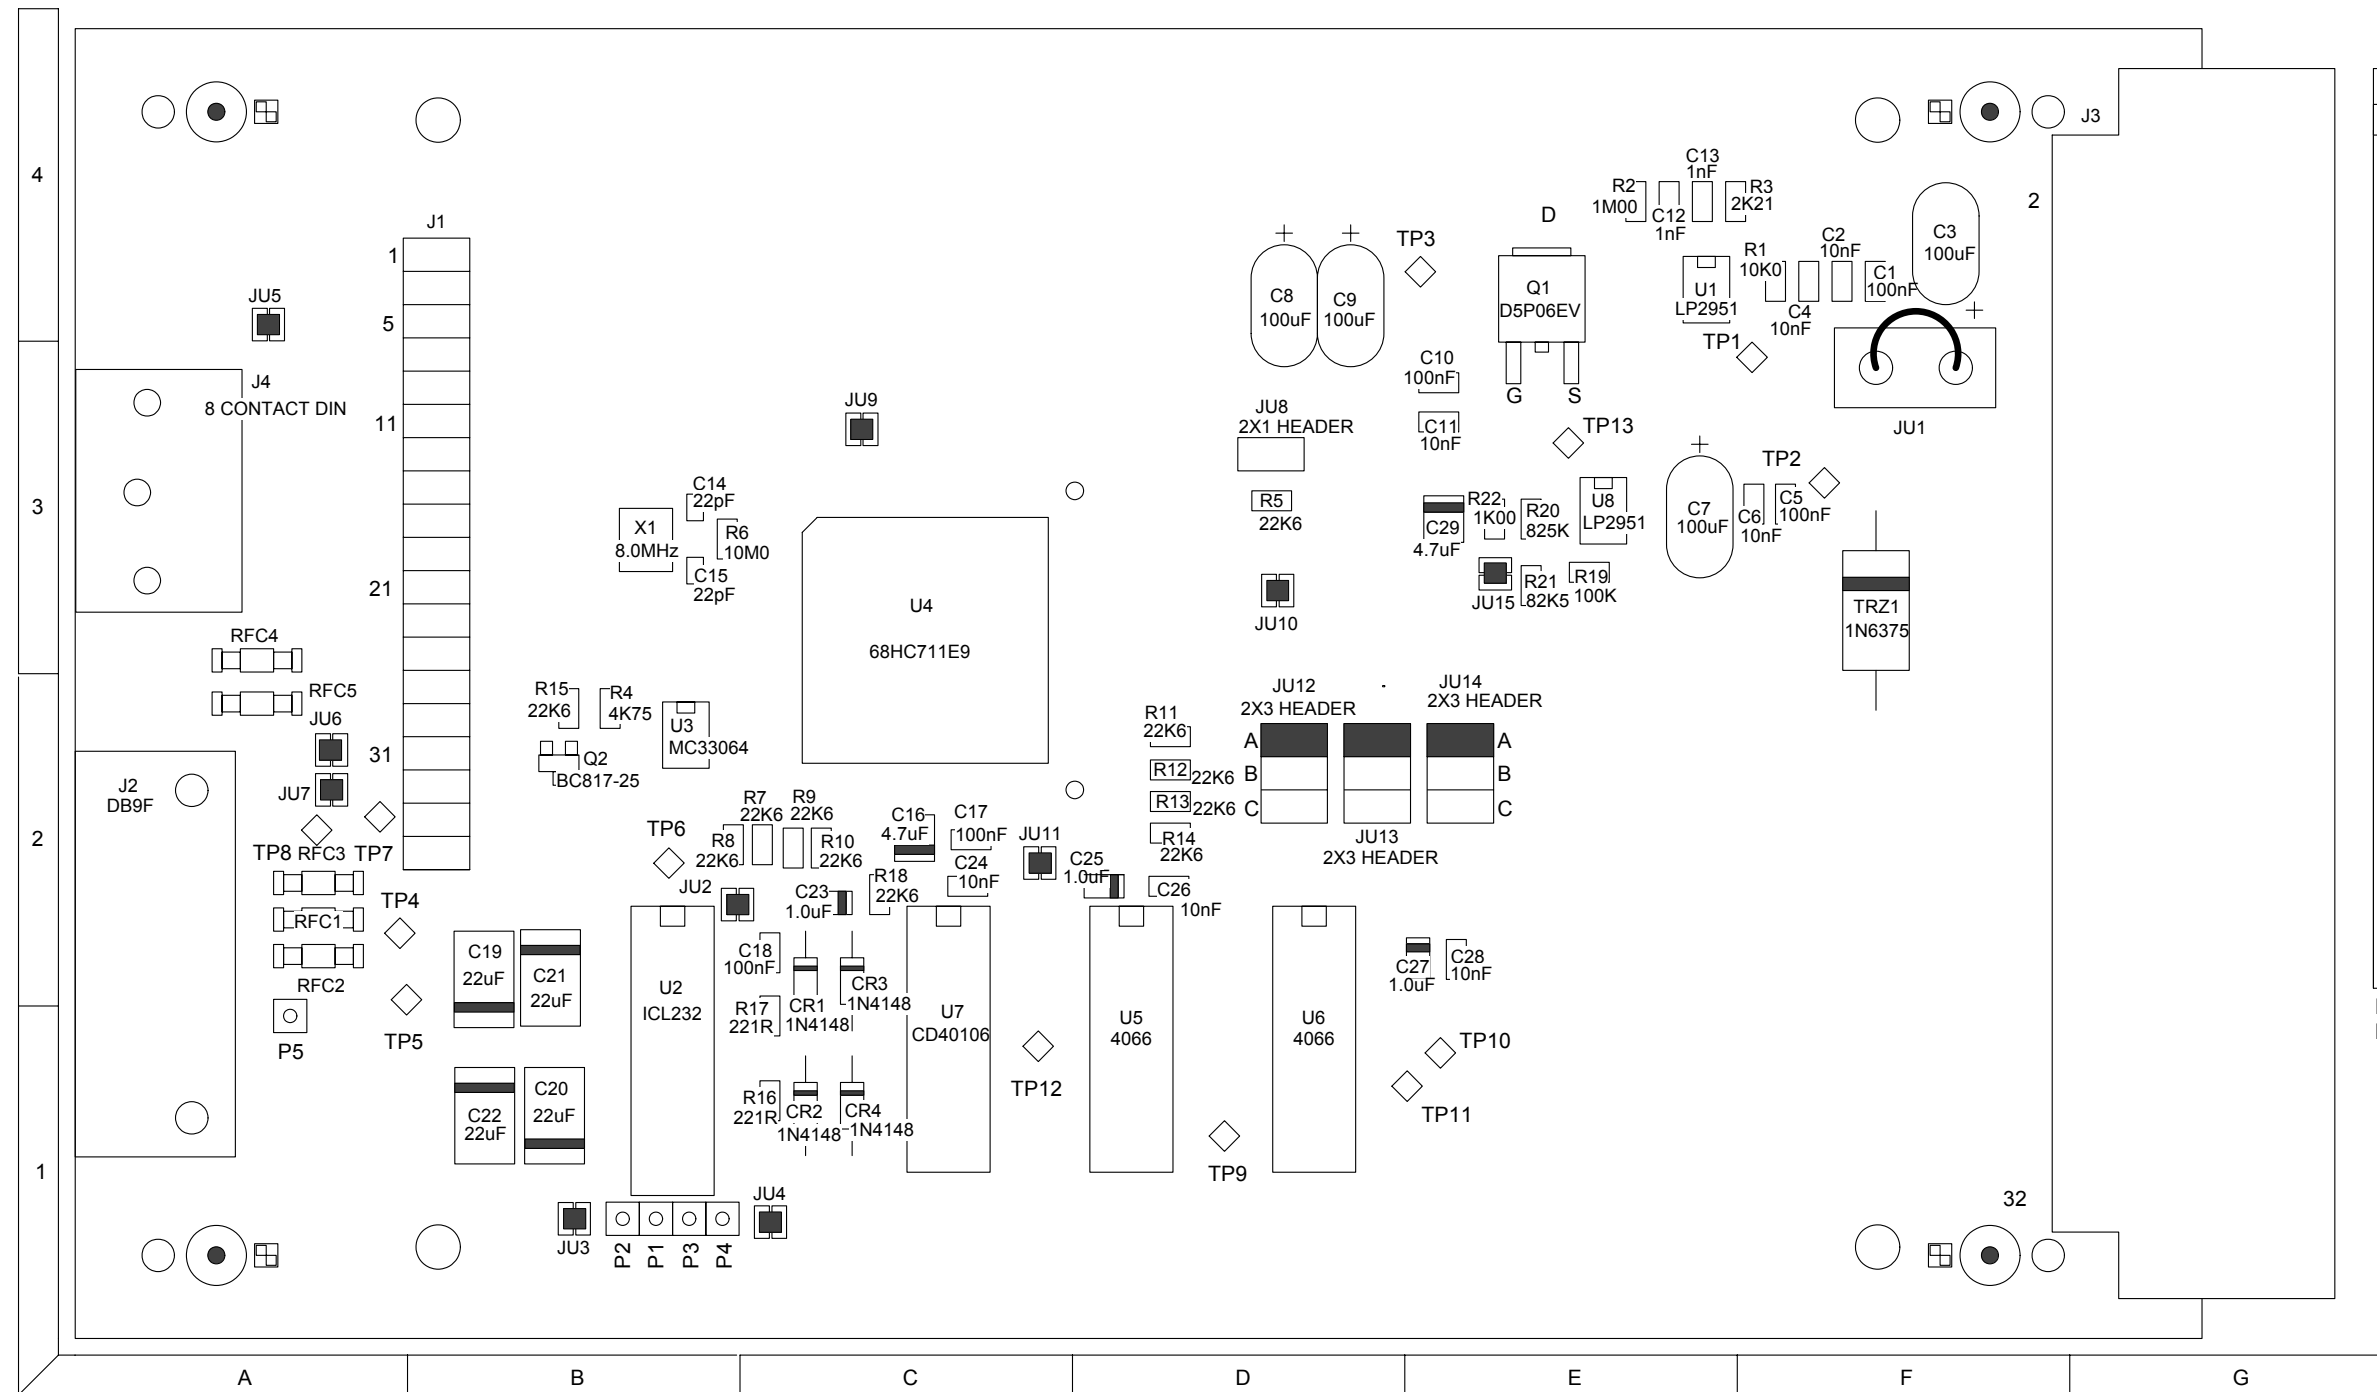 4
J3
C13
1nF
R2
1M00
C12
1nF
R3
2K21
2
D
J1
TP3
C3
100uF
C2
10nF
R1
10K0
C1
100nF
C4
10nF
1
JU5
5
C8
100uF
C9
100uF
Q1
D5P06EV
U1
LP2951
TP1
C10
100nF
G
S
J4
8 CONTACT DIN
11
JU9
JU8
2X1 HEADER
C11
10nF
TP13
JU1
TP2
3
C14
22pF
X1
8.0MHz
R6
10M0
C15
22pF
R5
22K6
R22
1K00
C29
4.7uF
R20
825K
U8
LP2951
C7
100uF
C6
10nF
C5
100nF
21
U4
68HC711E9
JU10
JU15
R21
82K5
R19
100K
TRZ1
1N6375
RFC4
RFC5
JU6
R15
22K6
R4
4K75
U3
MC33064
JU12
2X3 HEADER
JU14
2X3 HEADER
R11
22K6
A
A
31
Q2
BC817-25
R12
22K6
B
B
J2
DB9F
JU7
R13
22K6
C
C
R7
22K6
R9
22K6
C16
4.7uF
C17
100nF
JU11
2
TP6
R8
22K6
R10
22K6
R14
22K6
JU13
2X3 HEADER
TP8
RFC3
TP7
C24
10nF
C25
1.0uF
JU2
C23
1.0uF
R18
22K6
C26
10nF
TP4
RFC1
C19
22uF
C21
22uF
C18
100nF
C27
1.0uF
C28
10nF
RFC2
U2
ICL232
CR1
1N4148
CR3
1N4148
R17
221R
U7
CD40106
U5
4066
U6
4066
P5
TP5
TP10
TP12
TP11
C22
22uF
C20
22uF
R16
221R
CR2
1N4148
CR4
1N4148
1
TP9
32
JU4
JU3
P2
P1
P3
P4
A
B
C
D
E
F
G